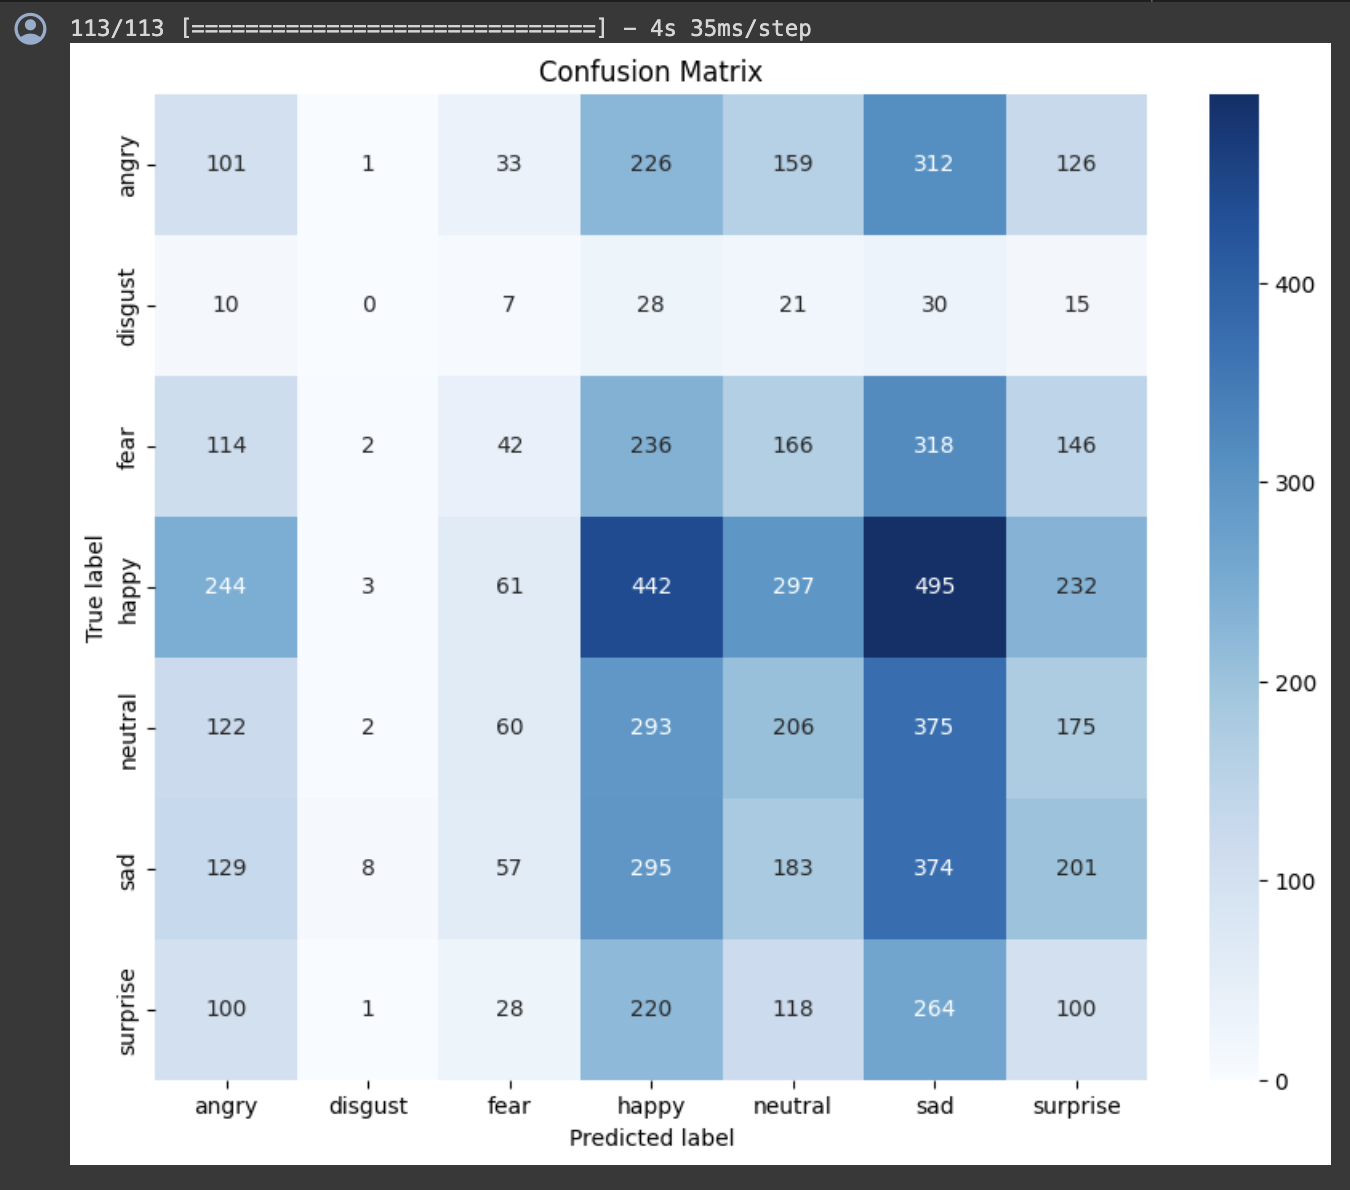 113/113 [==============================] - 4s 35ms/step
Confusion Matrix
angry 101 1 33 226 159 312 126
disgust 10 0 7 28 21 30 15
fear 114 2 42 236 166 318 146
happy 244 3 61 442 297 495 232
neutral 122 2 60 293 206 375 175
sad 129 8 57 295 183 374 201
surprise 100 1 28 220 118 264 100
True label
angry disgust fear happy neutral sad surprise
Predicted label
400
300
200
100
0